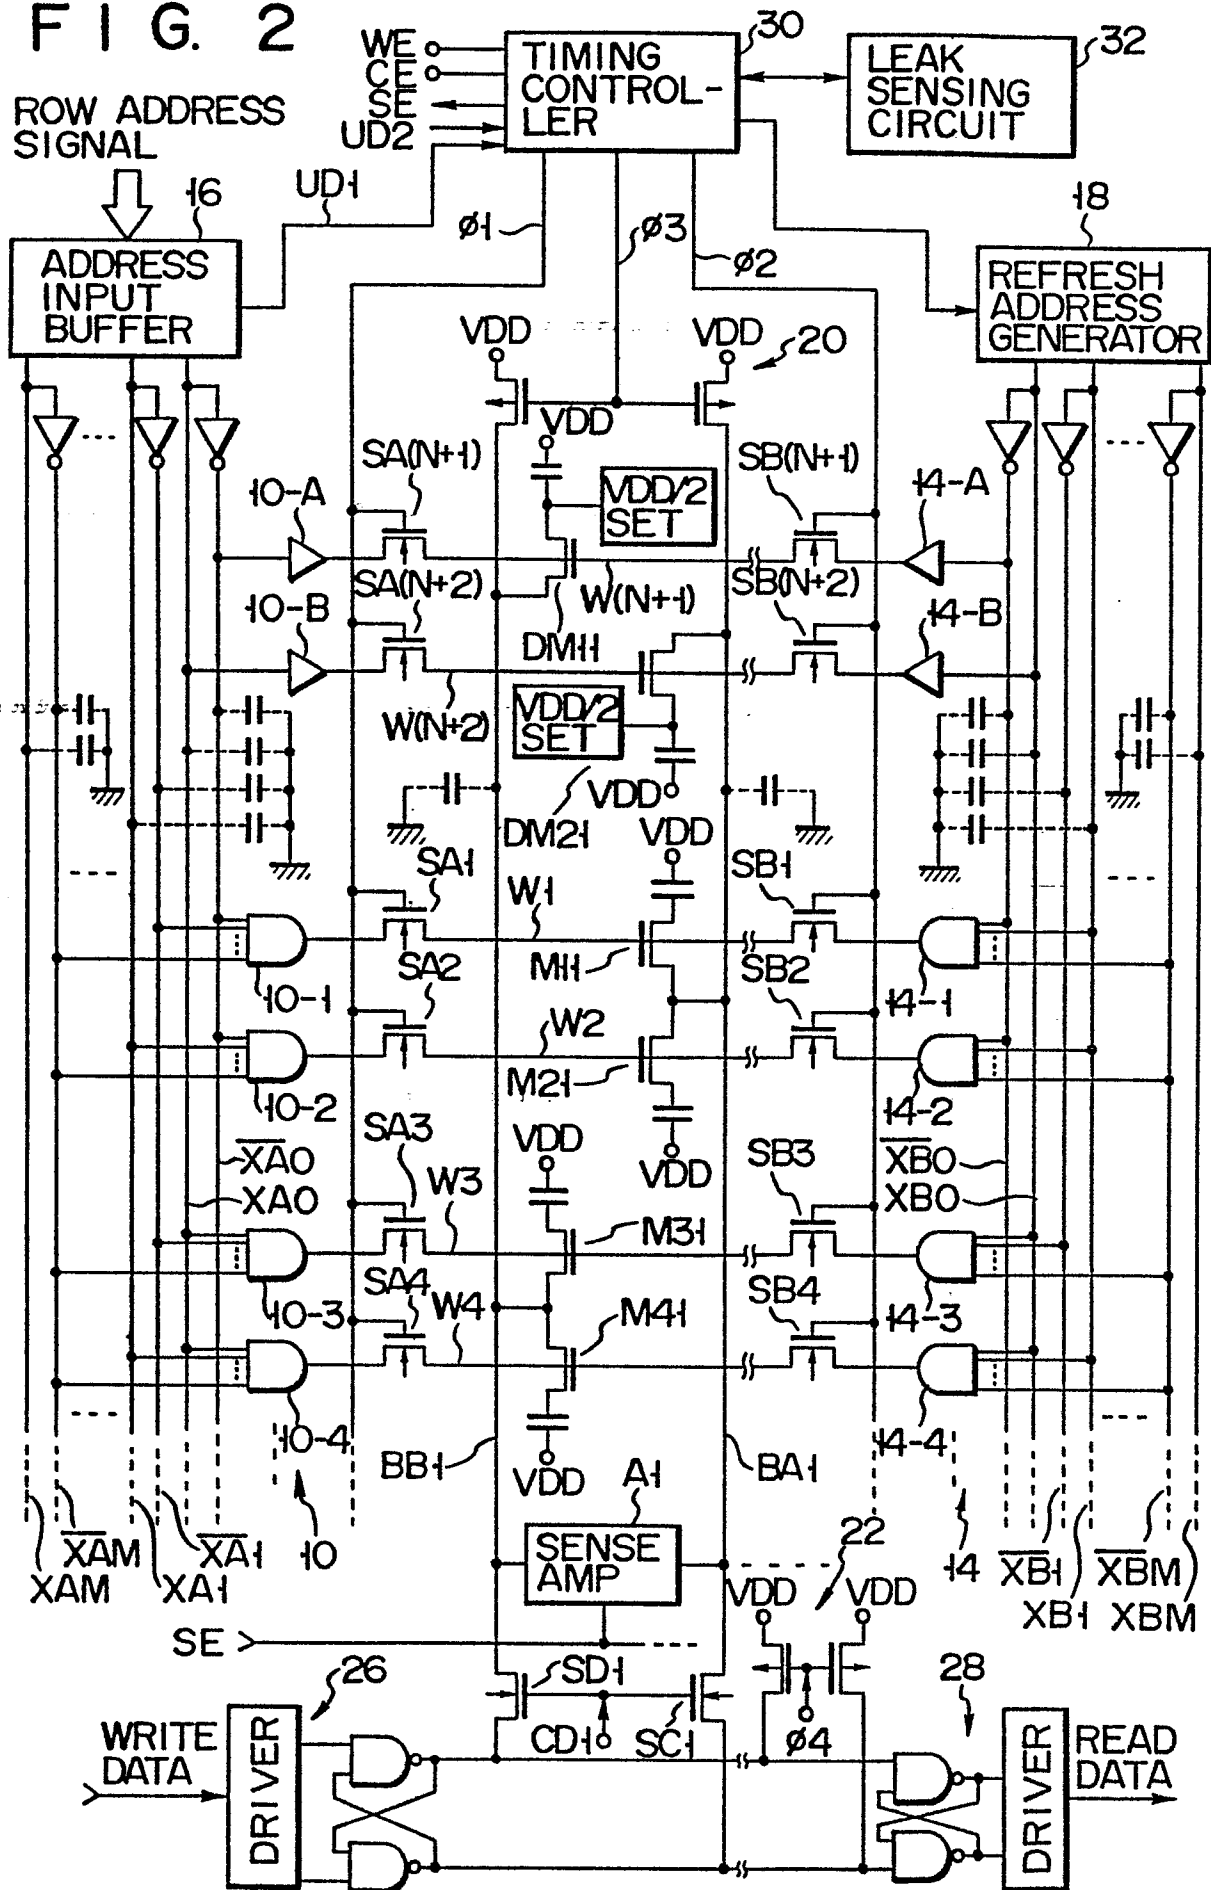 FIG. 2
ROW ADDRESS
SIGNAL
WE
CE
SE
UD2
TIMING
CONTROL-
LER
30
LEAK
SENSING
CIRCUIT
32
16
UD1
ø1
ø3
ø2
18
ADDRESS
INPUT
BUFFER
REFRESH
ADDRESS
GENERATOR
VDD
VDD
20
VDD
SA(N+1)
SB(N+1)
10-A
VDD/2
SET
14-A
SA(N+2)
W(N+1)
SB(N+2)
10-B
DM11
14-B
W(N+2)
VDD/2
SET
VDD
DM21
VDD
SA1
W1
SB1
SA2
M11
SB2
10-1
14-1
W2
M21
10-2
14-2
SA3
VDD
VDD
SB3
X̅A̅0
XA0
W3
M31
X̅B̅0
XB0
SA4
W4
SB4
10-3
M41
14-3
10-4
14-4
BB1
VDD
A1
BA1
X̅A̅M
XAM
XA1
X̅A̅1
10
SENSE
AMP
22
14
X̅B̅1
XB1
X̅B̅M
XBM
VDD
VDD
SE
SD1
26
28
CD1
SC1
ø4
WRITE
DATA
DRIVER
DRIVER
READ
DATA